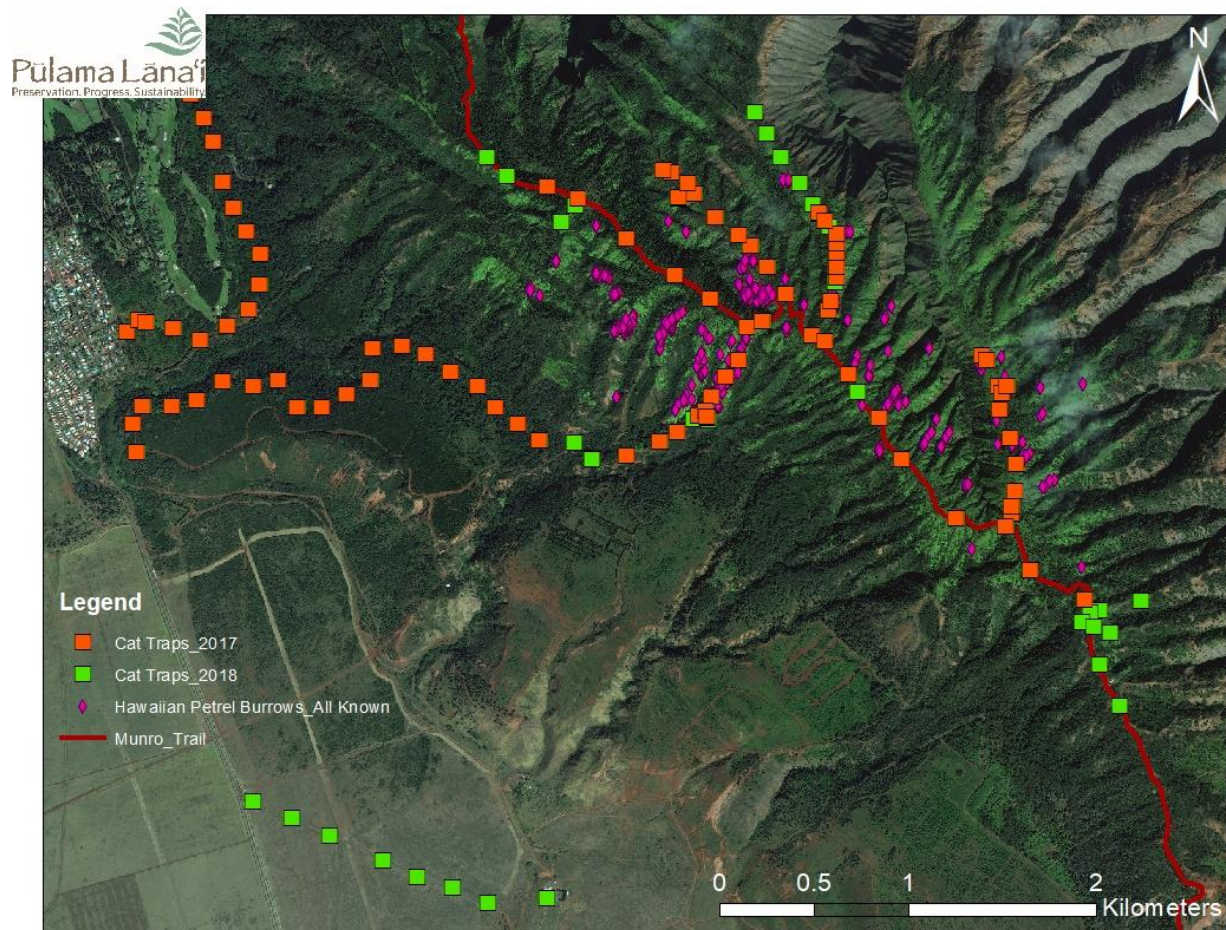 Pūlama Lānaʻi
Preservation. Progress. Sustainability.
N
Legend
Cat Traps_2017
Cat Traps_2018
Hawaiian Petrel Burrows_All Known
Munro_Trail
0 0.5 1 2
Kilometers